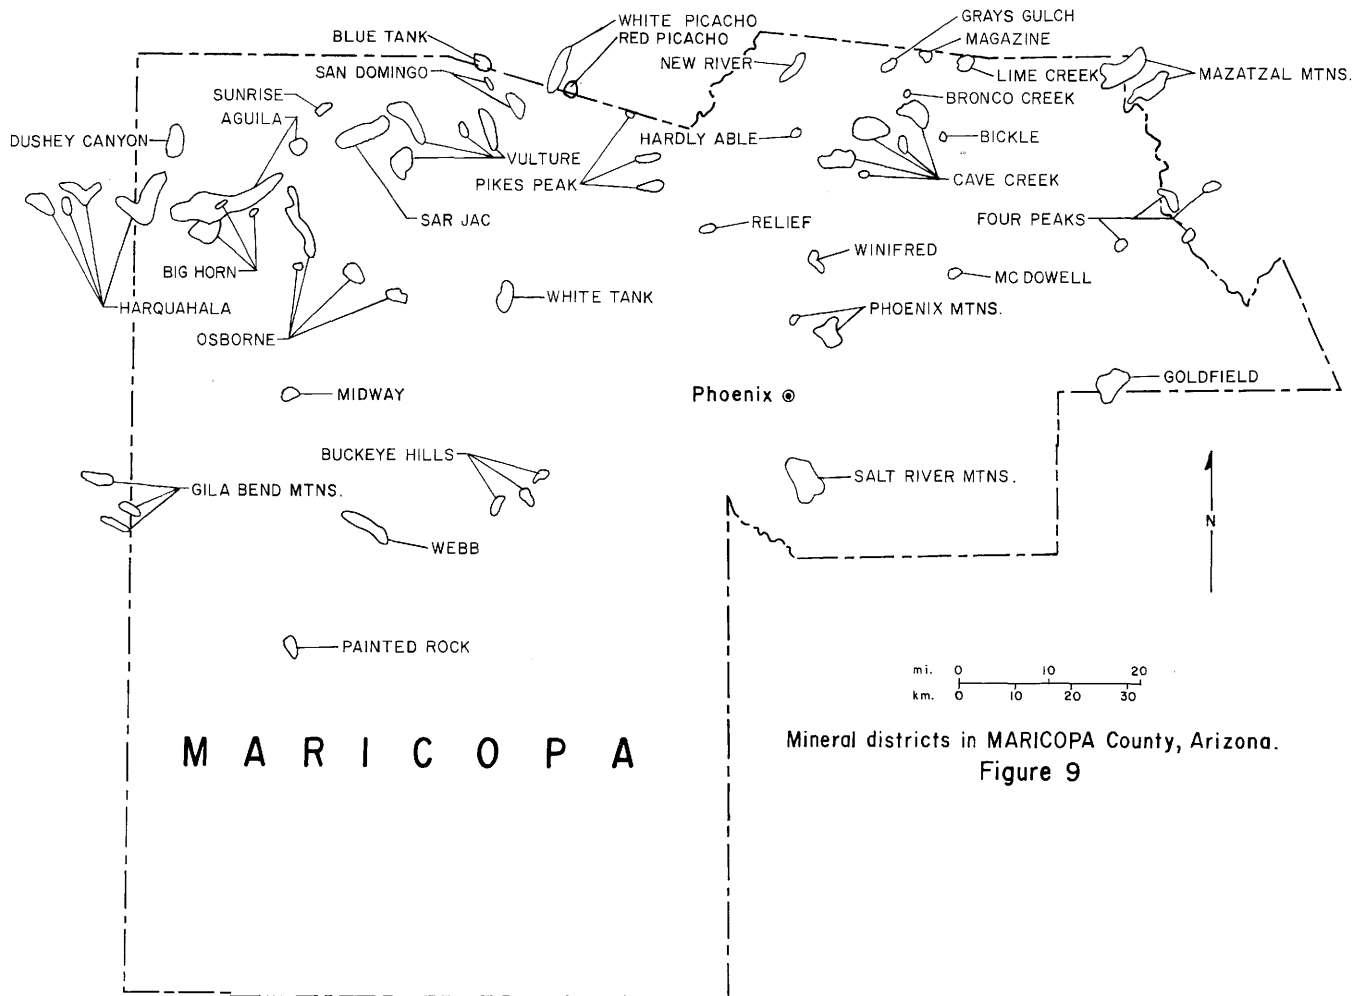 GRAYS GULCH
WHITE PICACHO
BLUE TANK
RED PICACHO
MAGAZINE
NEW RIVER
SAN DOMINGO
LIME CREEK
MAZATZAL MTNS.
SUNRISE
BRONCO CREEK
AGUILA
DUSHEY CANYON
HARDLY ABLE
BICKLE
VULTURE
PIKES PEAK
CAVE CREEK
SAR JAC
RELIEF
FOUR PEAKS
WINIFRED
BIG HORN
MC DOWELL
WHITE TANK
HARQUAHALA
PHOENIX MTNS.
OSBORNE
GOLDFIELD
MIDWAY
Phoenix
BUCKEYE HILLS
SALT RIVER MTNS.
GILA BEND MTNS.
N
WEBB
PAINTED ROCK
mi. 0 10 20
km. 0 10 20 30
MARICOPA
Mineral districts in MARICOPA County, Arizona.
Figure 9